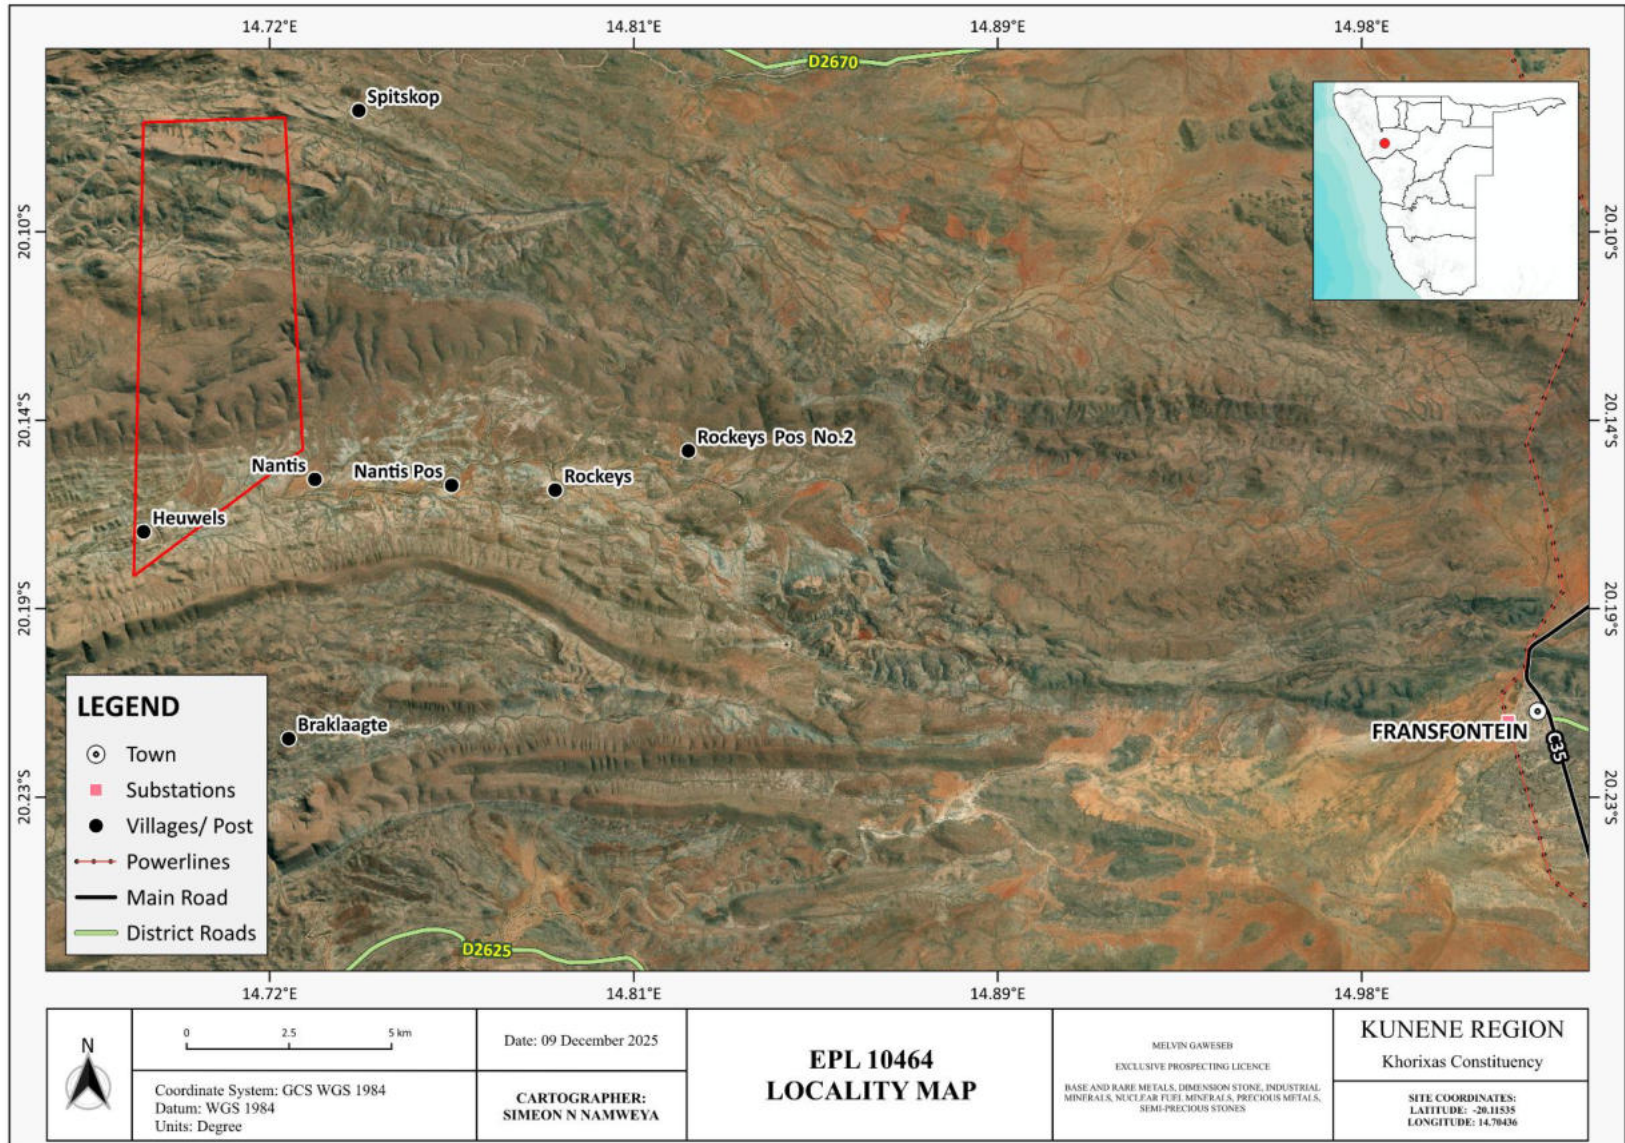 14.72°E
14.81°E
14.89°E
14.98°E
D2670
Spitskop
20.10°S
20.10°S
20.14°S
20.14°S
Rockeys Pos No.2
Nantis
Nantis Pos
Rockeys
Heuwels
20.19°S
20.19°S
LEGEND
Town
Substations
Villages/ Post
Powerlines
Main Road
District Roads
Braklaagte
FRANSFONTEIN
C35
20.23°S
20.23°S
D2625
14.72°E
14.81°E
14.89°E
14.98°E
N
0 2.5 5 km
Coordinate System: GCS WGS 1984
Datum: WGS 1984
Units: Degree
Date: 09 December 2025
CARTOGRAPHER:
SIMEON N NAMWEYA
EPL 10464
LOCALITY MAP
MELVIN GAWESEB
EXCLUSIVE PROSPECTING LICENCE
BASE AND RARE METALS, DIMENSION STONE, INDUSTRIAL
MINERALS, NUCLEAR FUEL MINERALS, PRECIOUS METALS,
SEMI-PRECIOUS STONES
KUNENE REGION
Khorixas Constituency
SITE COORDINATES:
LATITUDE: -20.11535
LONGITUDE: 14.70436